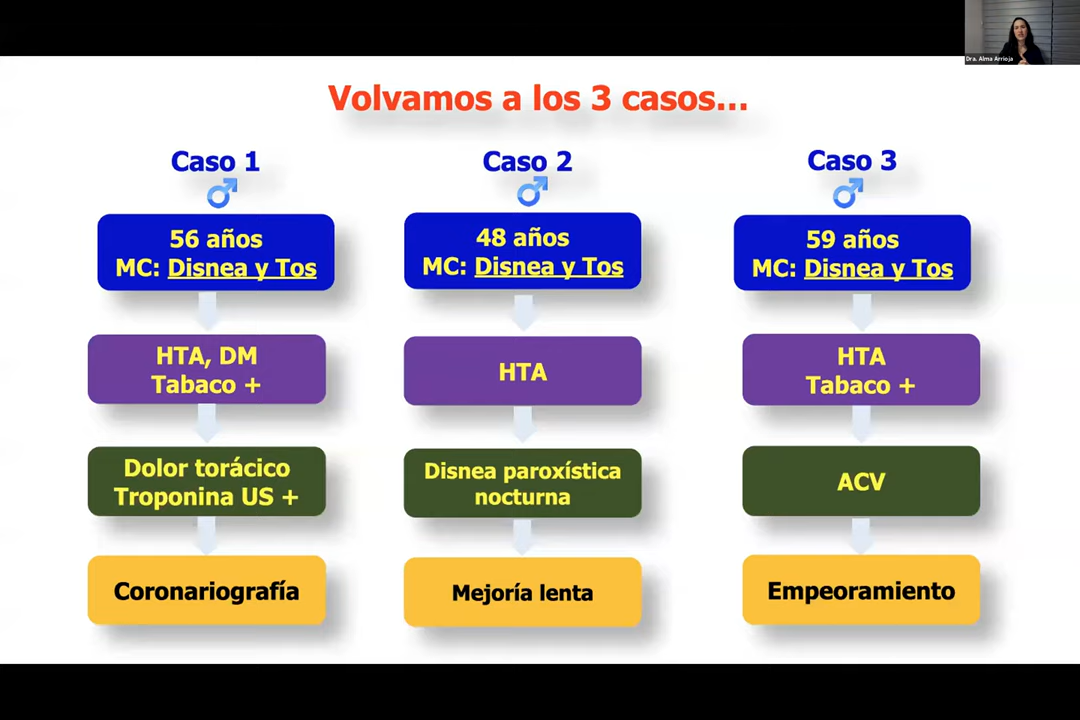 Dra. Alma Arrioja
Volvamos a los 3 casos...
Caso 1
56 años
MC: Disnea y Tos
HTA, DM
Tabaco +
Dolor torácico
Troponina US +
Coronariografía
Caso 2
48 años
MC: Disnea y Tos
HTA
Disnea paroxística
nocturna
Mejoría lenta
Caso 3
59 años
MC: Disnea y Tos
HTA
Tabaco +
ACV
Empeoramiento